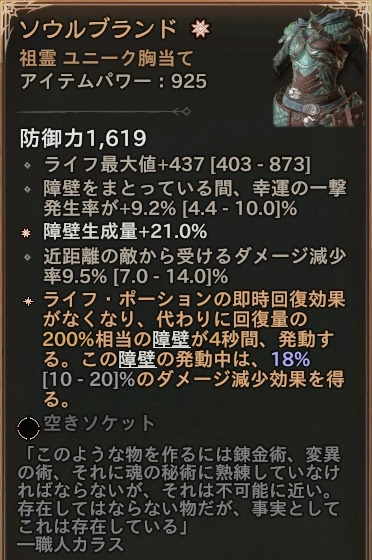 ソウルブランド
祖霊 ユニーク胸当て
アイテムパワー：925
防御力1,619
ライフ最大値+437 [403 - 873]
障壁をまとっている間、幸運の一撃
発生率が+9.2% [4.4 - 10.0]%
障壁生成量+21.0%
近距離の敵から受けるダメージ減少
率9.5% [7.0 - 14.0]%
ライフ・ポーションの即時回復効果
がなくなり、代わりに回復量の
200%相当の障壁が4秒間、発動す
る。この障壁の発動中は、18%
[10 - 20]%のダメージ減少効果を得
る。
空きソケット
「このような物を作るには錬金術、変異
の術、それに魂の秘術に熟練していなけ
ればならないが、それは不可能に近い。
存在してはならない物だが、事実として
これは存在している」
—職人カラス